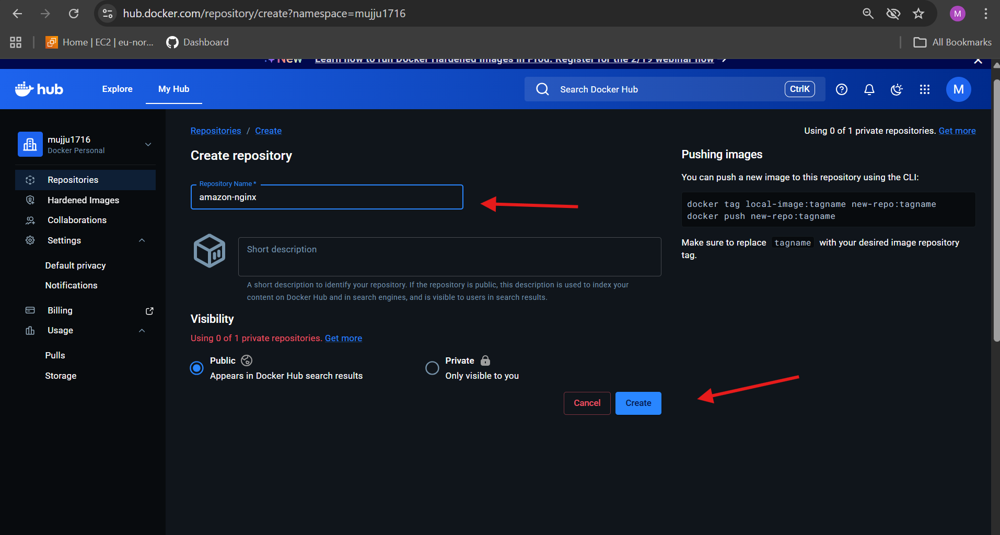 hub.docker.com/repository/create?namespace=mujju1716
M
Home | EC2 | eu-nor...
Dashboard
All Bookmarks
New Learn how to run Docker Hardened Images in Prod. Register for the 2/19 webinar now →
hub
Explore
My Hub
Search Docker Hub
CtrlK
M
mujju1716
Docker Personal
Repositories
Hardened Images
Collaborations
Settings
Default privacy
Notifications
Billing
Usage
Pulls
Storage
Repositories / Create
Using 0 of 1 private repositories. Get more
Create repository
Repository Name *
amazon-nginx
Short description
A short description to identify your repository. If the repository is public, this description is used to index your
content on Docker Hub and in search engines, and is visible to users in search results.
Visibility
Using 0 of 1 private repositories. Get more
Public
Appears in Docker Hub search results
Private
Only visible to you
Cancel
Create
Pushing images
You can push a new image to this repository using the CLI:
docker tag local-image:tagname new-repo:tagname
docker push new-repo:tagname
Make sure to replace tagname with your desired image repository
tag.